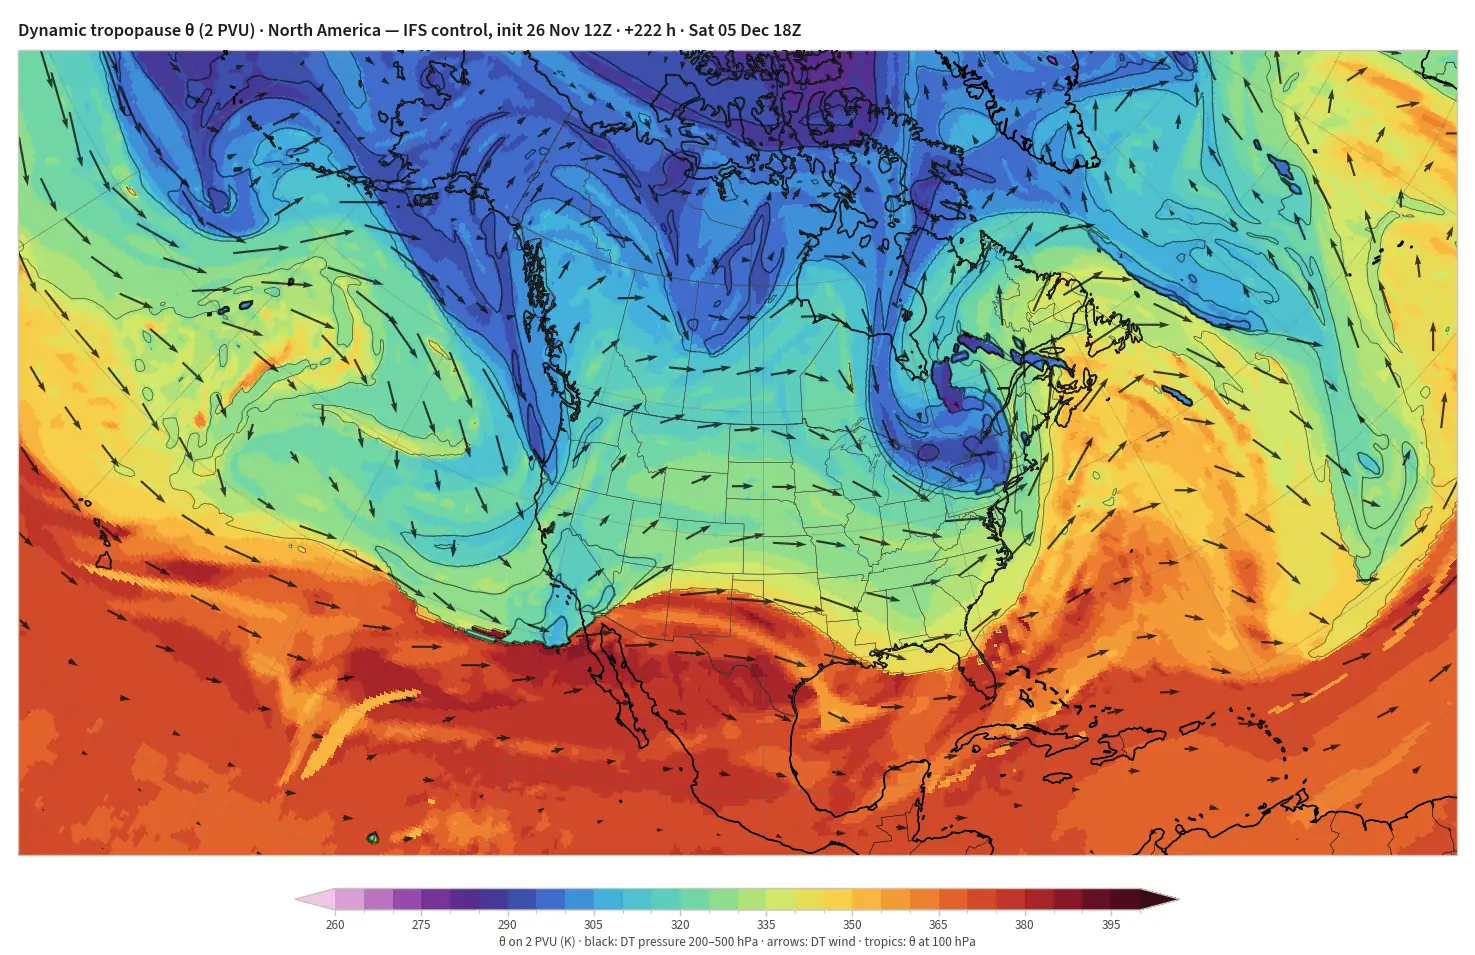 Dynamic tropopause θ (2 PVU) · North America — IFS control, init 26 Nov 12Z · +222 h · Sat 05 Dec 18Z
260 275 290 305 320 335 350 365 380 395
θ on 2 PVU (K) · black: DT pressure 200–500 hPa · arrows: DT wind · tropics: θ at 100 hPa